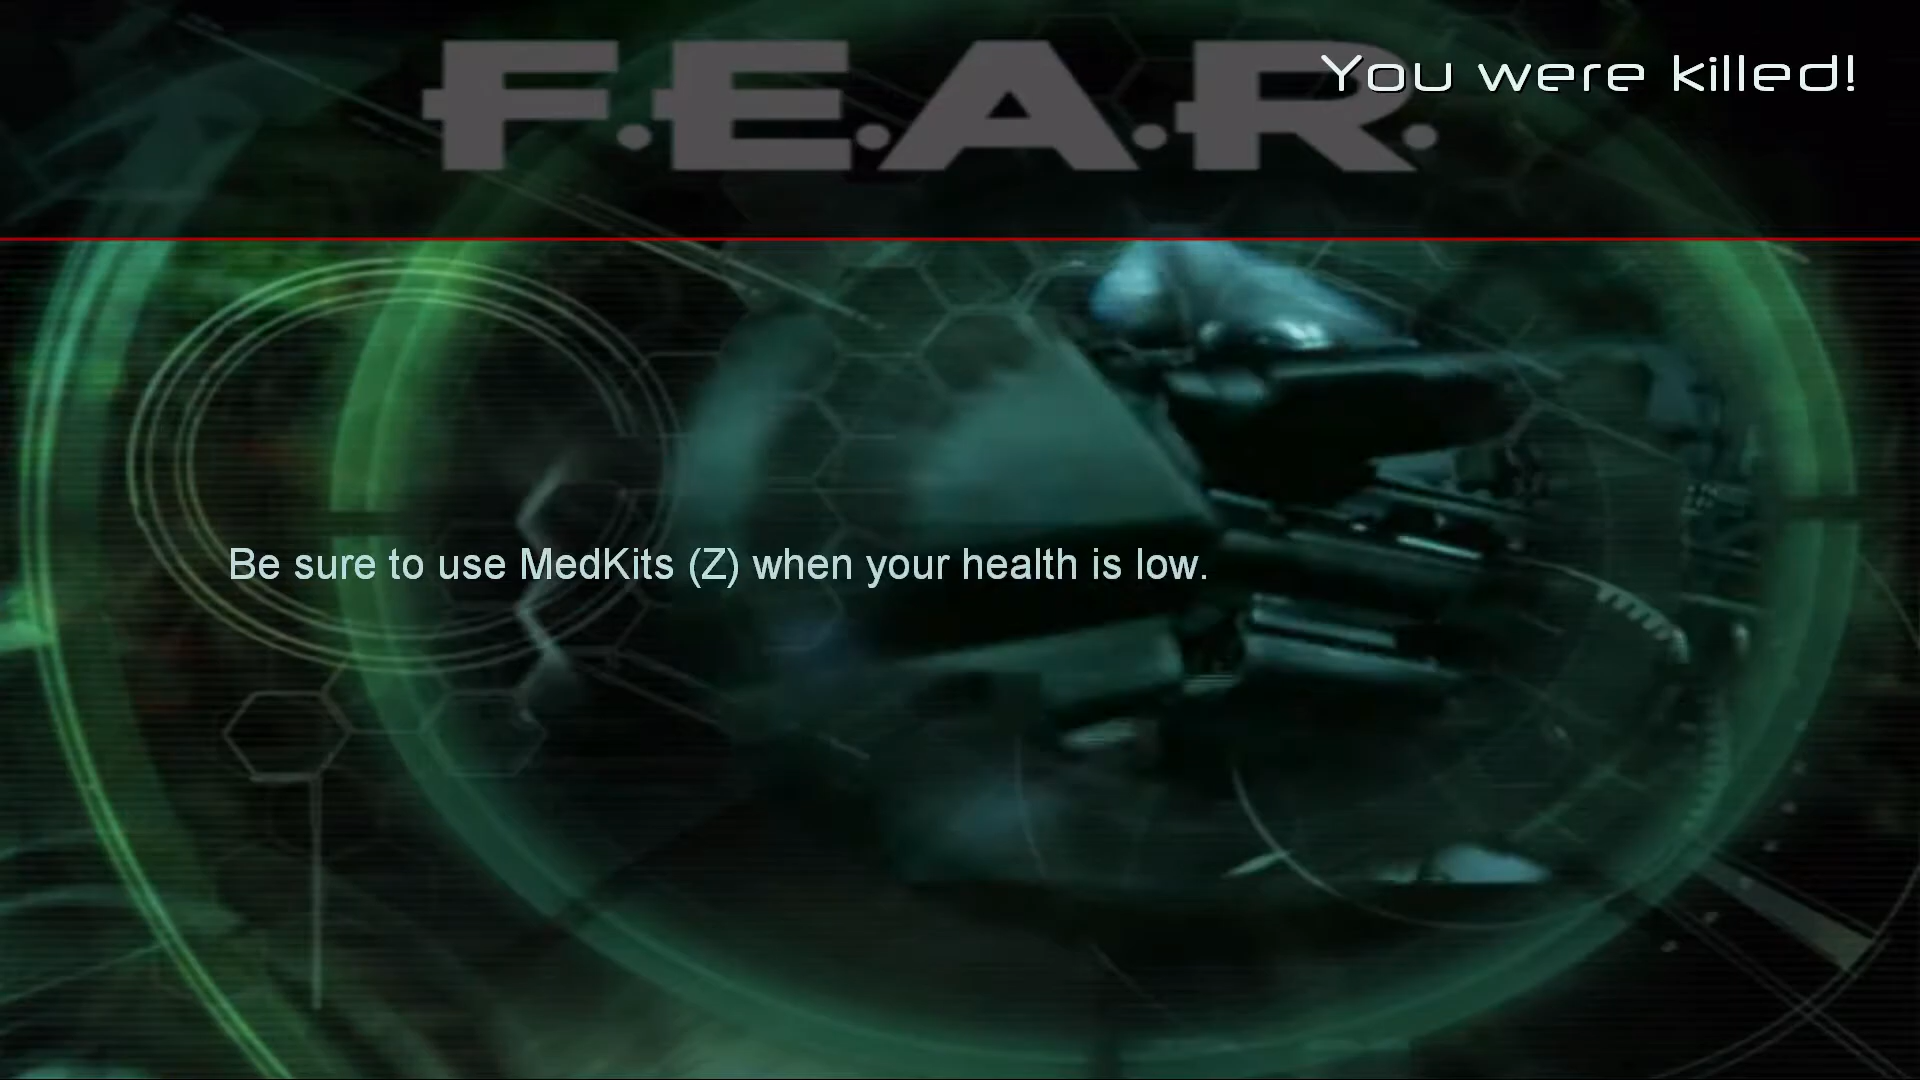 F.E.A.R.
You were killed!
Be sure to use MedKits (Z) when your health is low.